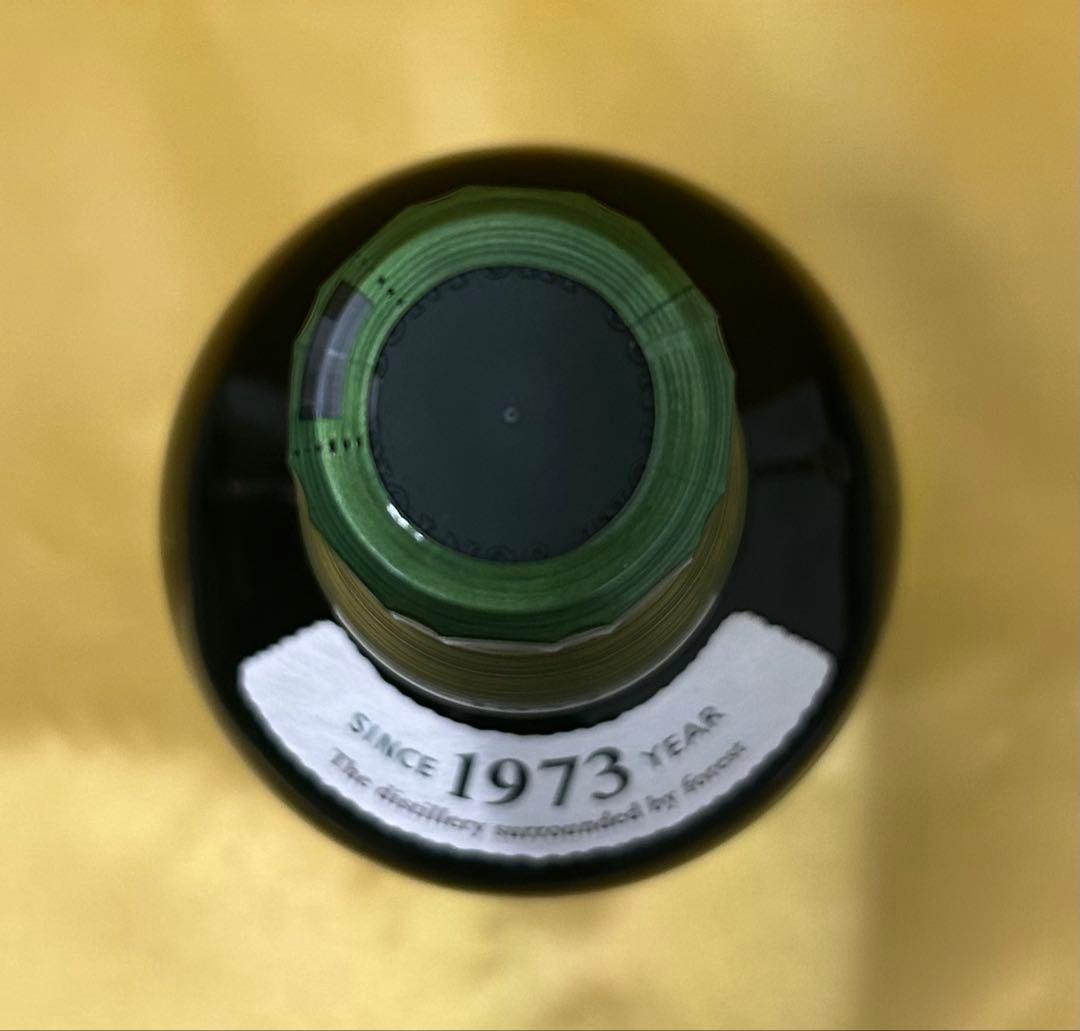 SINCE 1973 YEAR
The distillery surrounded by forest